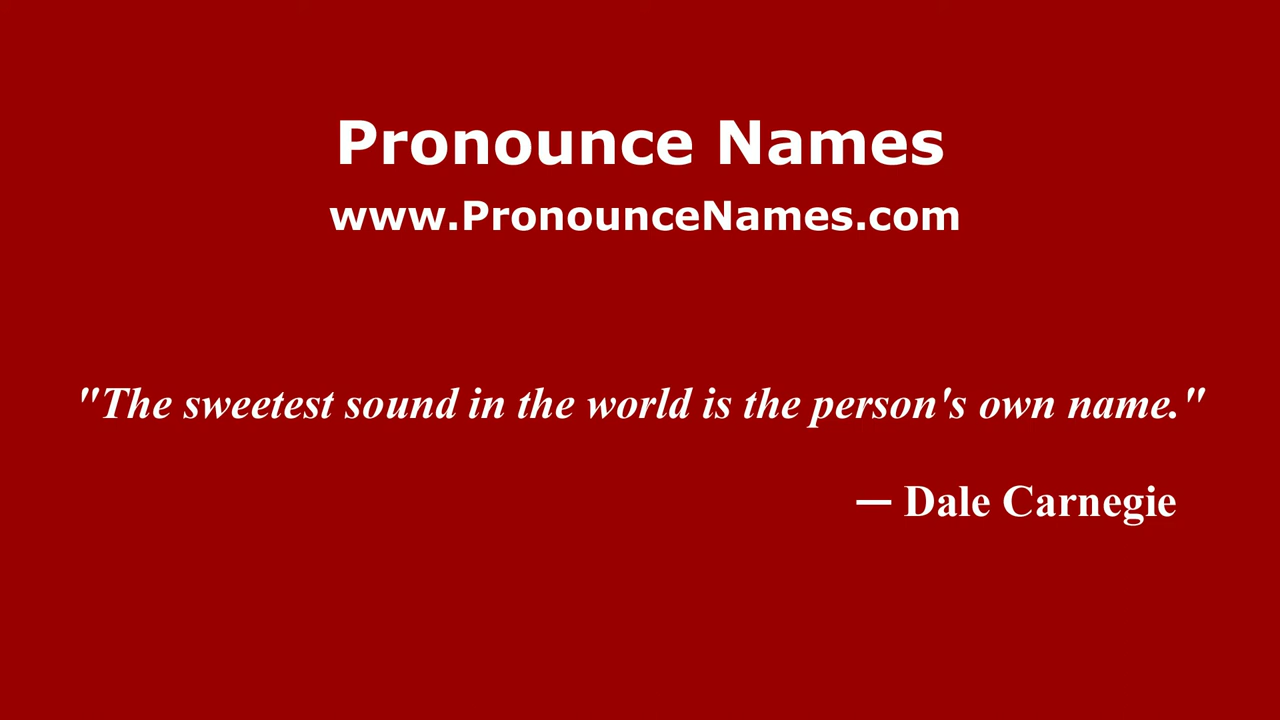 Pronounce Names
www.PronounceNames.com
"The sweetest sound in the world is the person's own name."
— Dale Carnegie